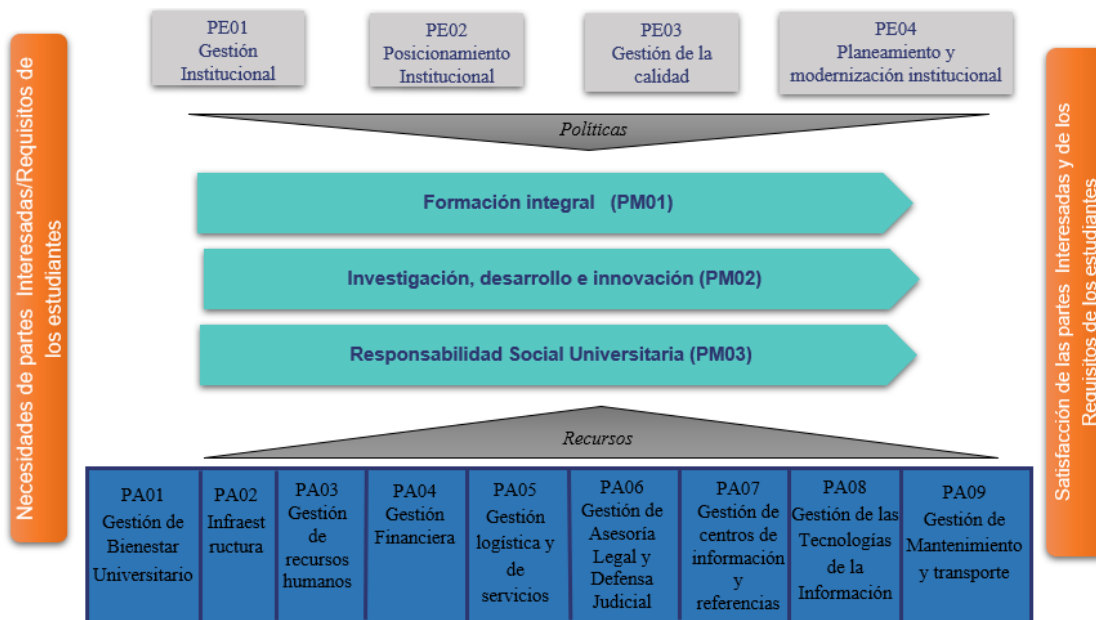 Necesidades de partes Interesadas/Requisitos de
los estudiantes
PE01
Gestión
Institucional
PE02
Posicionamiento
Institucional
PE03
Gestión de la
calidad
PE04
Planeamiento y
modernización institucional
Políticas
Formación integral (PM01)
Investigación, desarrollo e innovación (PM02)
Responsabilidad Social Universitaria (PM03)
Recursos
PA01
Gestión de
Bienestar
Universitario
PA02
Infraest
ructura
PA03
Gestión
de
recursos
humanos
PA04
Gestión
Financiera
PA05
Gestión
logística y
de
servicios
PA06
Gestión de
Asesoría
Legal y
Defensa
Judicial
PA07
Gestión de
centros de
información
y
referencias
PA08
Gestión de las
Tecnologías
de la
Información
PA09
Gestión de
Mantenimiento
y transporte
Satisfacción de las partes Interesadas y de los
Requisitos de los estudiantes